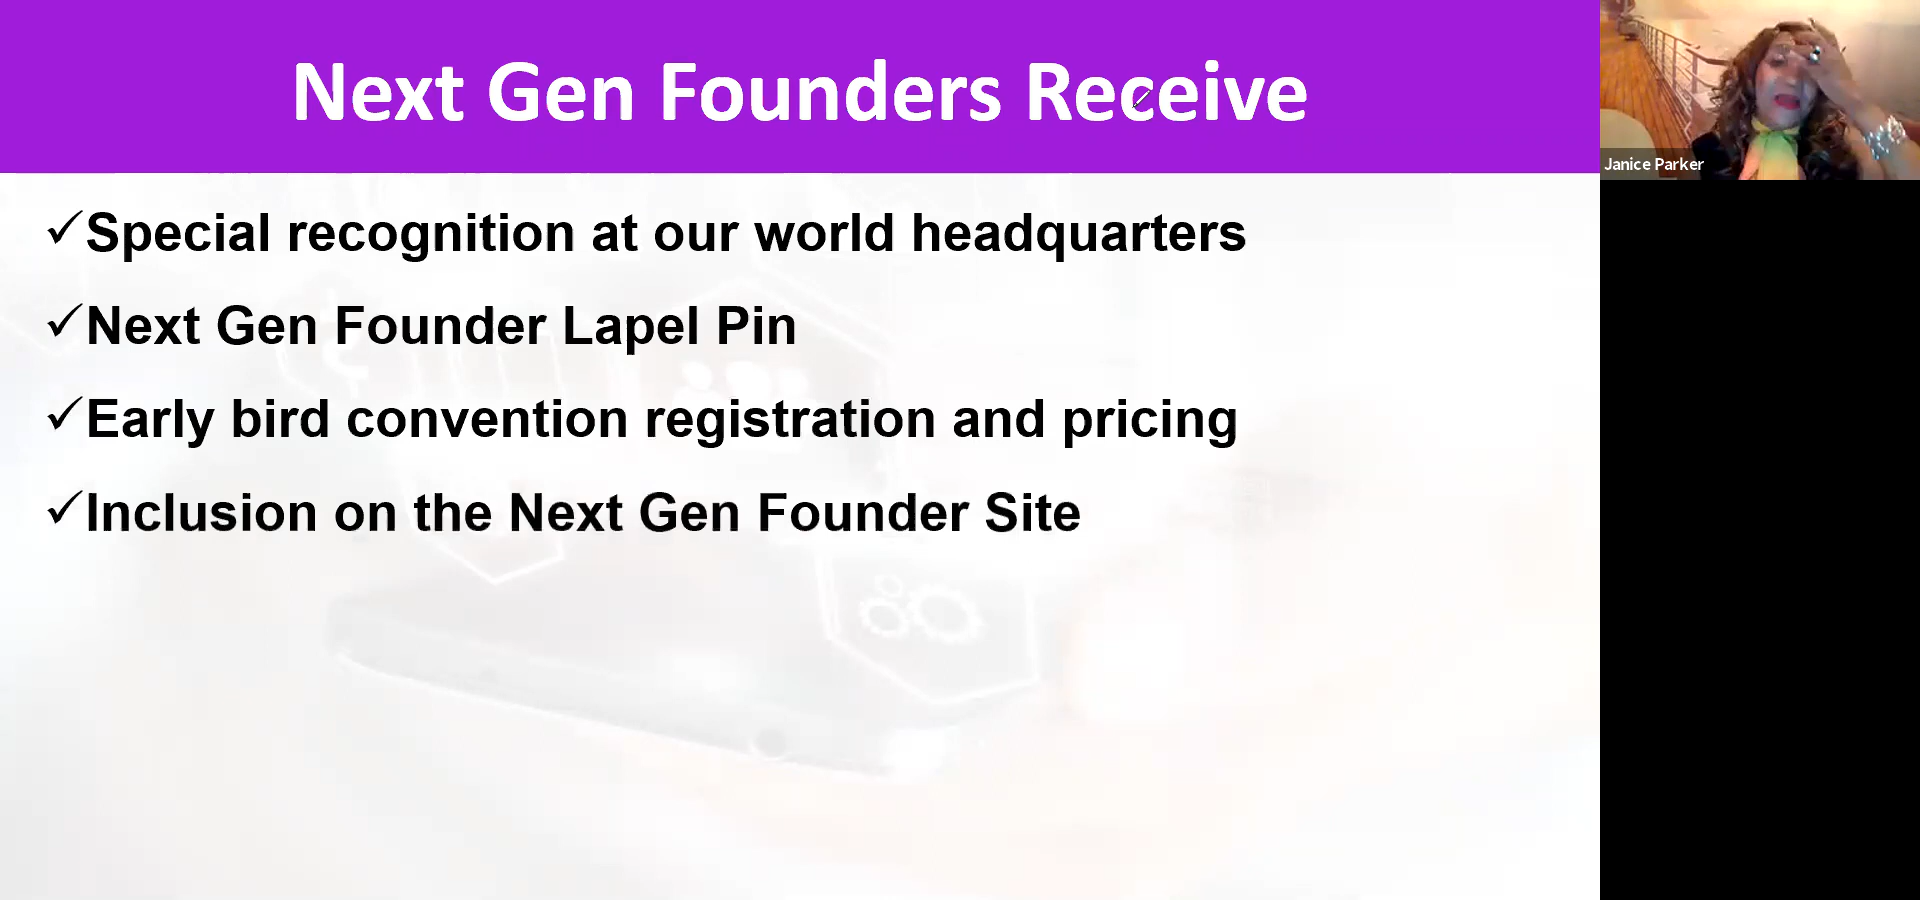 Next Gen Founders Receive
Janice Parker
✓Special recognition at our world headquarters
✓Next Gen Founder Lapel Pin
✓Early bird convention registration and pricing
✓Inclusion on the Next Gen Founder Site